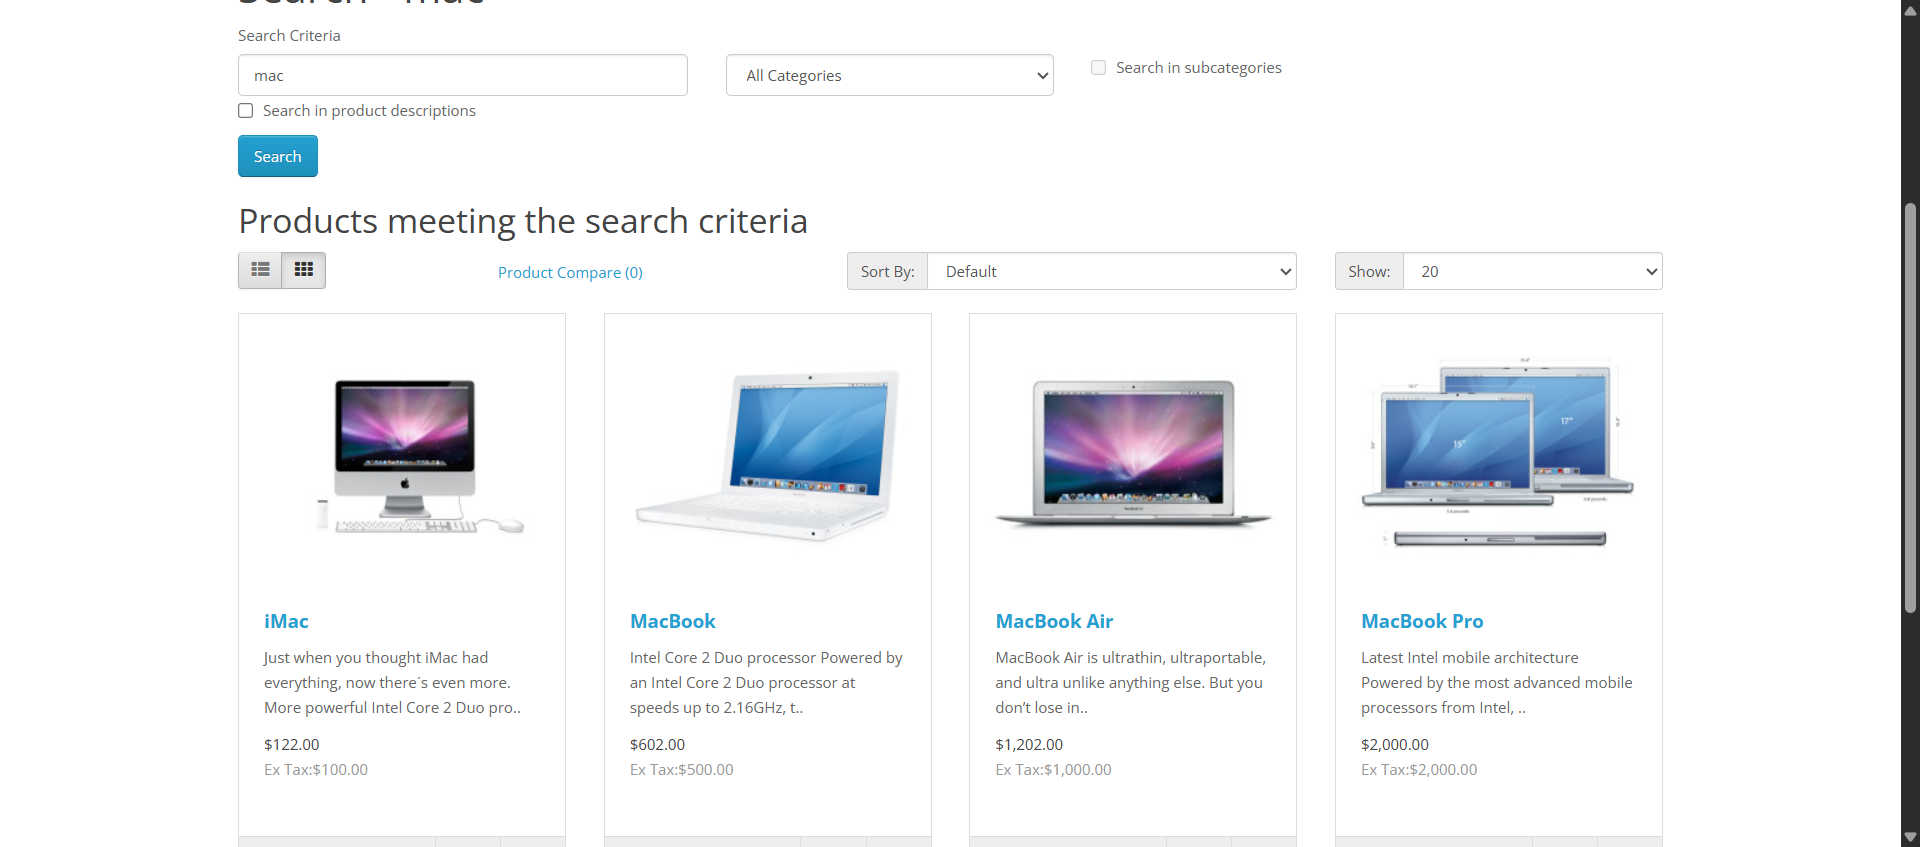 Search - mac
Search Criteria
mac
All Categories
Search in subcategories
Search in product descriptions
Search
Products meeting the search criteria
Product Compare (0)
Sort By:
Default
Show:
20
15"
17"
iMac
Just when you thought iMac had
everything, now there´s even more.
More powerful Intel Core 2 Duo pro..
$122.00
Ex Tax:$100.00
MacBook
Intel Core 2 Duo processor Powered by
an Intel Core 2 Duo processor at
speeds up to 2.16GHz, t..
$602.00
Ex Tax:$500.00
MacBook Air
MacBook Air is ultrathin, ultraportable,
and ultra unlike anything else. But you
don’t lose in..
$1,202.00
Ex Tax:$1,000.00
MacBook Pro
Latest Intel mobile architecture
Powered by the most advanced mobile
processors from Intel, ..
$2,000.00
Ex Tax:$2,000.00